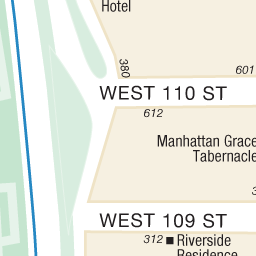 Hotel
380
601
WEST 110 ST
612
Manhattan Grace
Tabernacle
WEST 109 ST
312
Riverside
Residence